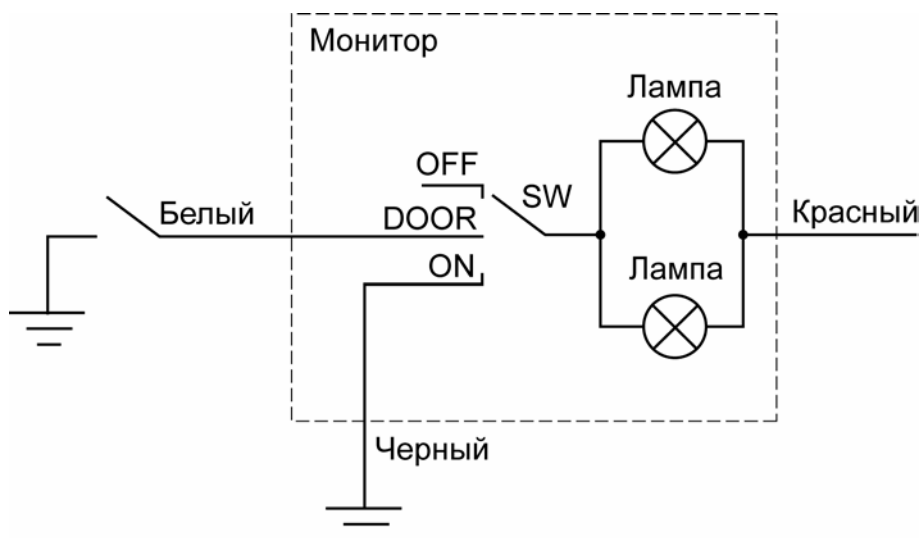 Монитор
Лампа
OFF
SW
Белый
DOOR
Красный
ON
Лампа
Черный